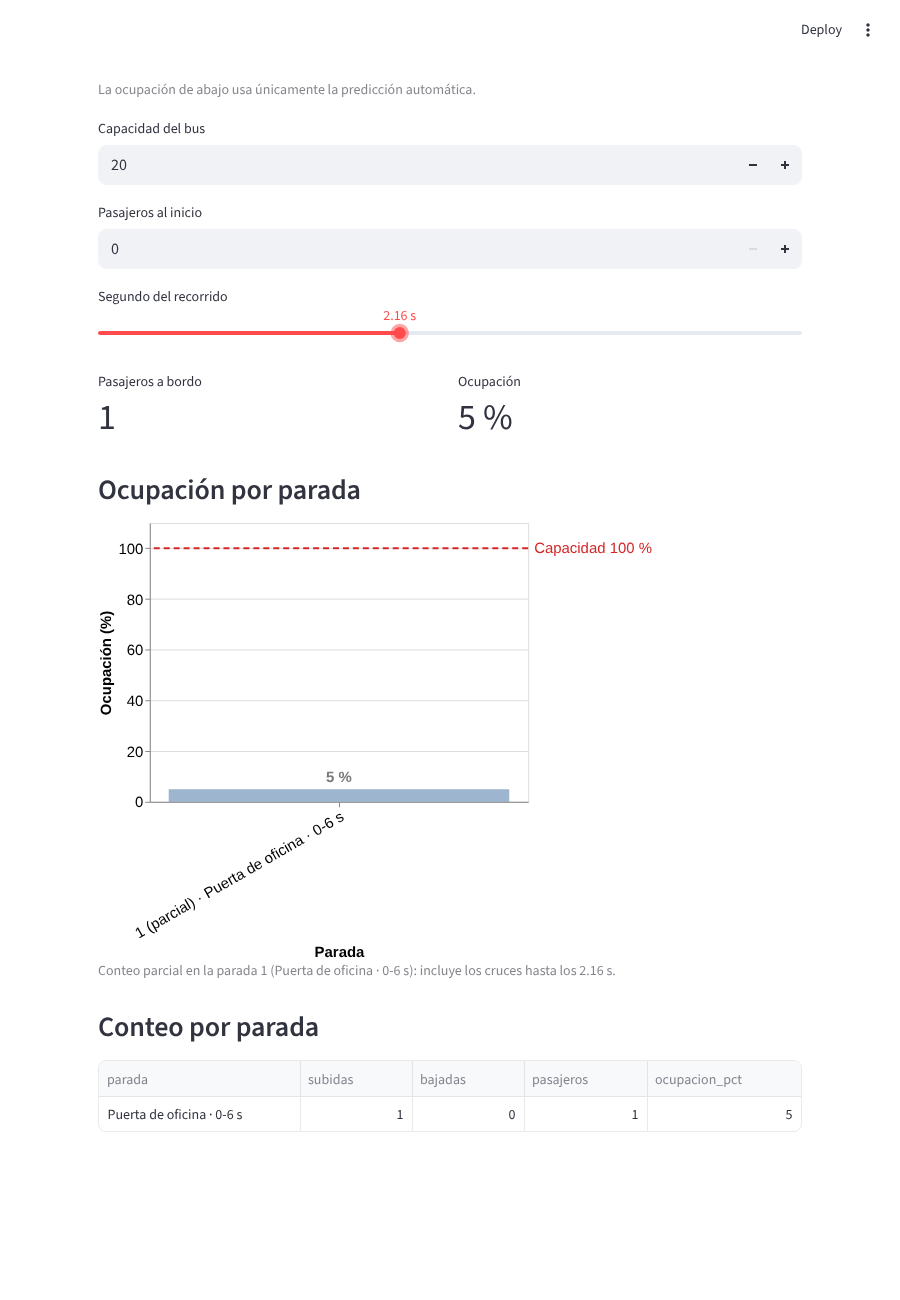 Deploy
La ocupación de abajo usa únicamente la predicción automática.
Capacidad del bus
20
Pasajeros al inicio
0
Segundo del recorrido
2.16 s
Pasajeros a bordo
Ocupación
1
5 %
Ocupación por parada
100
Capacidad 100 %
80
60
40
20
0
Ocupación (%)
5 %
1 (parcial) · Puerta de oficina · 0-6 s
Parada
Conteo parcial en la parada 1 (Puerta de oficina · 0-6 s): incluye los cruces hasta los 2.16 s.
Conteo por parada
parada subidas bajadas pasajeros ocupacion_pct
Puerta de oficina · 0-6 s 1 0 1 5